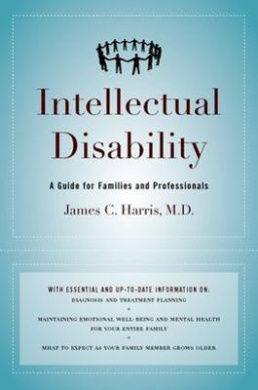 Intellectual
Disability
A Guide for Families and Professionals
James C. Harris, M.D.
WITH ESSENTIAL AND UP-TO-DATE INFORMATION ON:
DIAGNOSIS AND TREATMENT PLANNING
•
MAINTAINING EMOTIONAL WELL-BEING AND MENTAL HEALTH
FOR YOUR ENTIRE FAMILY
•
WHAT TO EXPECT AS YOUR FAMILY MEMBER GROWS OLDER